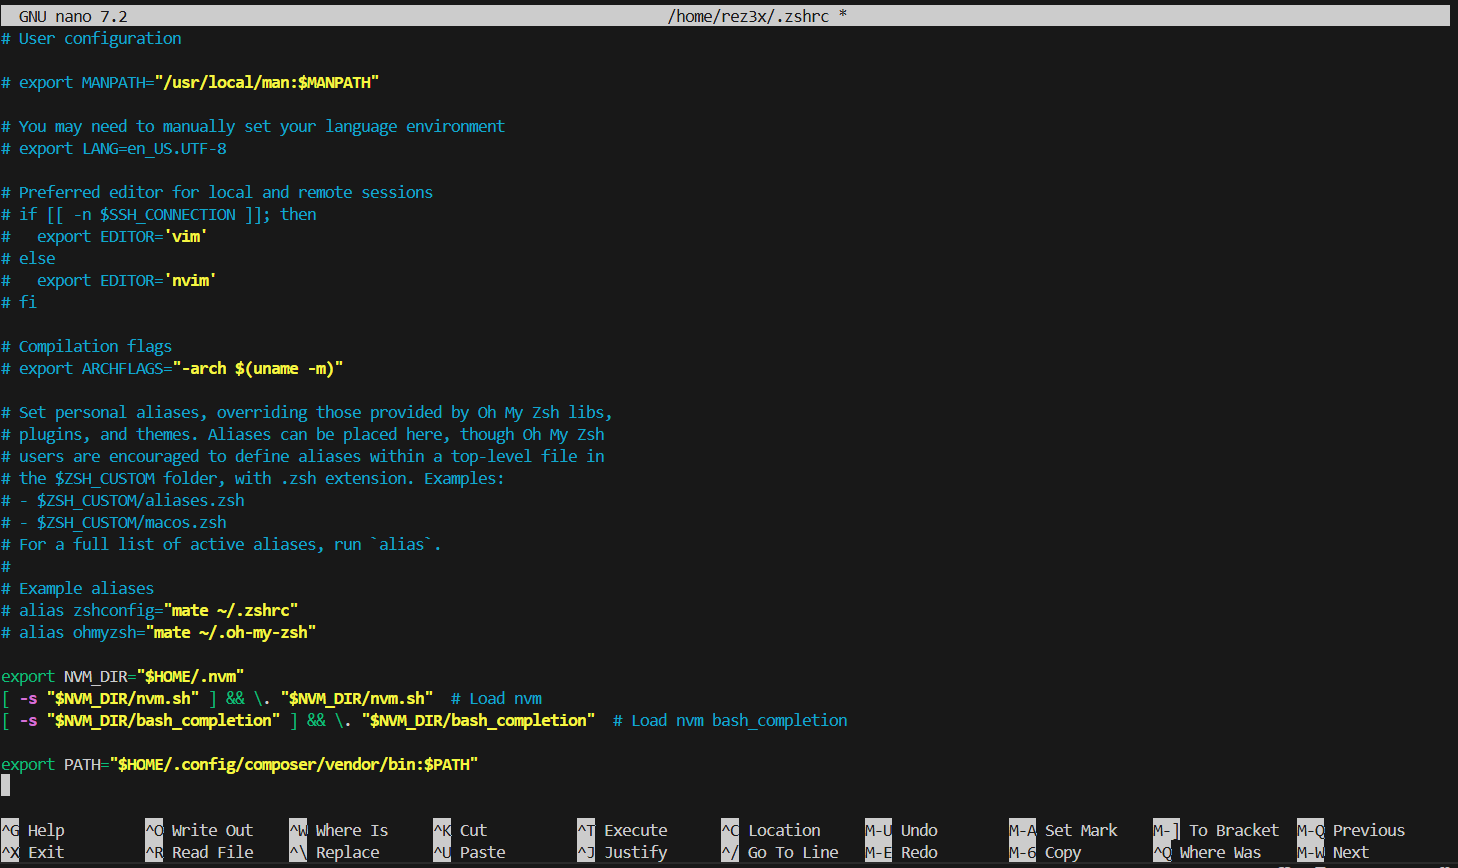 GNU nano 7.2 /home/rez3x/.zshrc *
# User configuration
# export MANPATH="/usr/local/man:$MANPATH"
# You may need to manually set your language environment
# export LANG=en_US.UTF-8
# Preferred editor for local and remote sessions
# if [[ -n $SSH_CONNECTION ]]; then
#   export EDITOR='vim'
# else
#   export EDITOR='nvim'
# fi
# Compilation flags
# export ARCHFLAGS="-arch $(uname -m)"
# Set personal aliases, overriding those provided by Oh My Zsh libs,
# plugins, and themes. Aliases can be placed here, though Oh My Zsh
# users are encouraged to define aliases within a top-level file in
# the $ZSH_CUSTOM folder, with .zsh extension. Examples:
# - $ZSH_CUSTOM/aliases.zsh
# - $ZSH_CUSTOM/macos.zsh
# For a full list of active aliases, run `alias`.
#
# Example aliases
# alias zshconfig="mate ~/.zshrc"
# alias ohmyzsh="mate ~/.oh-my-zsh"
export NVM_DIR="$HOME/.nvm"
[ -s "$NVM_DIR/nvm.sh" ] && \. "$NVM_DIR/nvm.sh"  # Load nvm
[ -s "$NVM_DIR/bash_completion" ] && \. "$NVM_DIR/bash_completion"  # Load nvm bash_completion
export PATH="$HOME/.config/composer/vendor/bin:$PATH"
^G Help ^O Write Out ^W Where Is ^K Cut ^T Execute ^C Location M-U Undo M-A Set Mark M-] To Bracket M-Q Previous
^X Exit ^R Read File ^\ Replace ^U Paste ^J Justify ^/ Go To Line M-E Redo M-6 Copy ^Q Where Was M-W Next